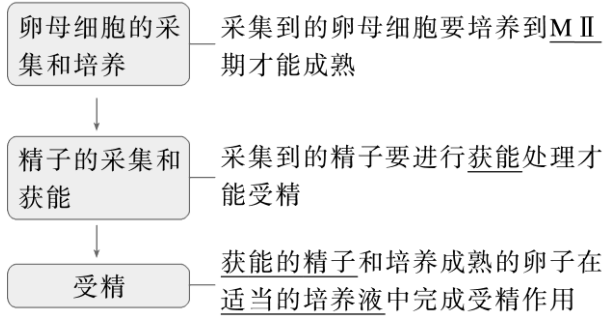 卵母细胞的采
集和培养
采集到的卵母细胞要培养到MⅡ
期才能成熟
精子的采集和
获能
采集到的精子要进行获能处理才
能受精
受精
获能的精子和培养成熟的卵子在
适当的培养液中完成受精作用